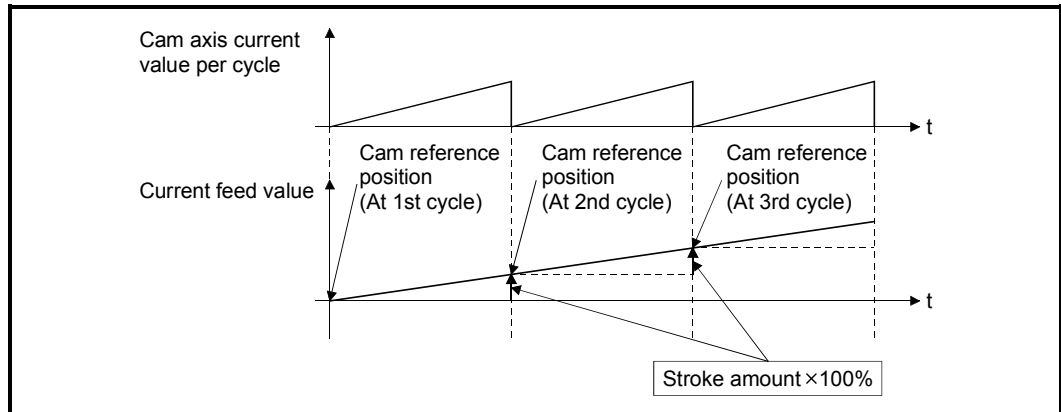 Cam axis current
value per cycle
t
Cam reference
position
(At 1st cycle)
Cam reference
position
(At 2nd cycle)
Cam reference
position
(At 3rd cycle)
Current feed value
t
Stroke amount ×100%